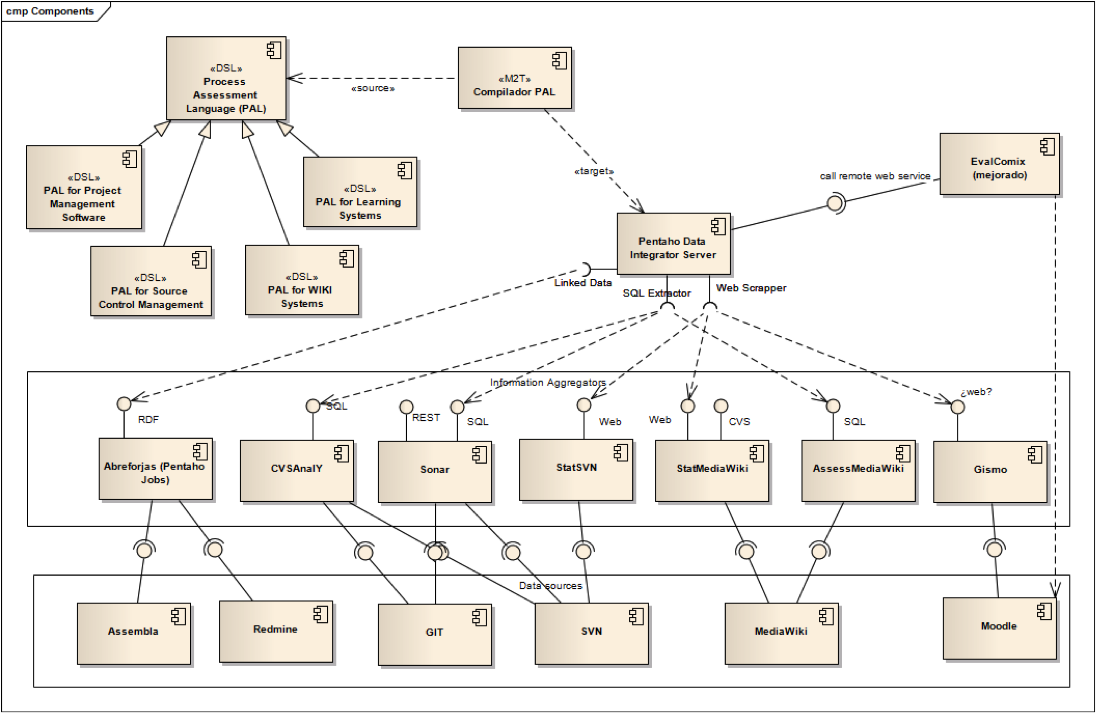 cmp Components
«DSL»
Process
Assessment
Language (PAL)
«source»
«M2T»
Compilador PAL
«DSL»
PAL for Project
Management
Software
«DSL»
PAL for Learning
Systems
«target»
EvalComix
(mejorado)
call remote web service
«DSL»
PAL for Source
Control Management
«DSL»
PAL for WIKI
Systems
Pentaho Data
Integrator Server
Linked Data
SQL Extractor
Web Scrapper
Information Aggregators
RDF
SQL
REST
SQL
Web
Web
CVS
SQL
¿web?
Abreforjas (Pentaho
Jobs)
CVSAnalY
Sonar
StatSVN
StatMediaWiki
AssessMediaWiki
Gismo
Data sources
Assembla
Redmine
GIT
SVN
MediaWiki
Moodle